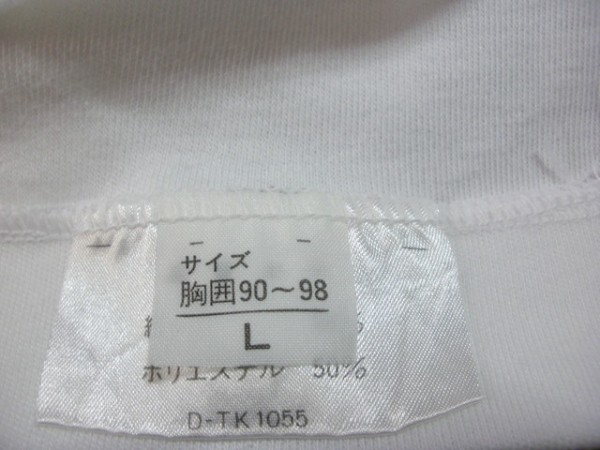 サイズ
胸囲90〜98
L
ポリエステル 50%
D-TK1055